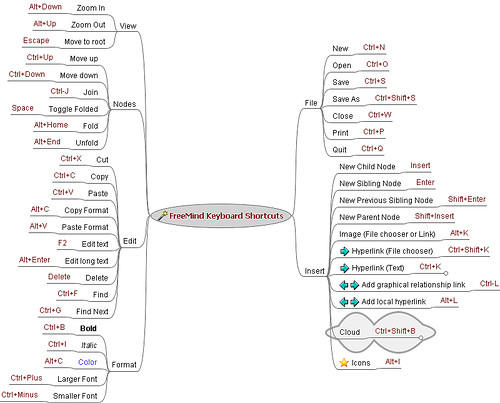 Alt+Down Zoom In
Alt+Up Zoom Out
Escape Move to root
View
Ctrl+Up Move up
Ctrl+Down Move down
Ctrl-J Join
Space Toggle Folded
Alt+Home Fold
Alt+End Unfold
Nodes
Ctrl+X Cut
Ctrl+C Copy
Ctrl+V Paste
Alt+C Copy Format
Alt+V Paste Format
F2 Edit text
Alt+Enter Edit long text
Delete Delete
Ctrl+F Find
Ctrl+G Find Next
Edit
Ctrl+B Bold
Ctrl+I Italic
Alt+C Color
Ctrl+Plus Larger Font
Ctrl+Minus Smaller Font
Format
FreeMind Keyboard Shortcuts
File
New Ctrl+N
Open Ctrl+O
Save Ctrl+S
Save As Ctrl+Shift+S
Close Ctrl+W
Print Ctrl+P
Quit Ctrl+Q
Insert
New Child Node Insert
New Sibling Node Enter
New Previous Sibling Node Shift+Enter
New Parent Node Shift+Insert
Image (File chooser or Link) Alt+K
Hyperlink (File chooser) Ctrl+Shift+K
Hyperlink (Text) Ctrl+K
Add graphical relationship link Ctrl-L
Add local hyperlink Alt+L
Cloud Ctrl+Shift+B
Icons Alt+I